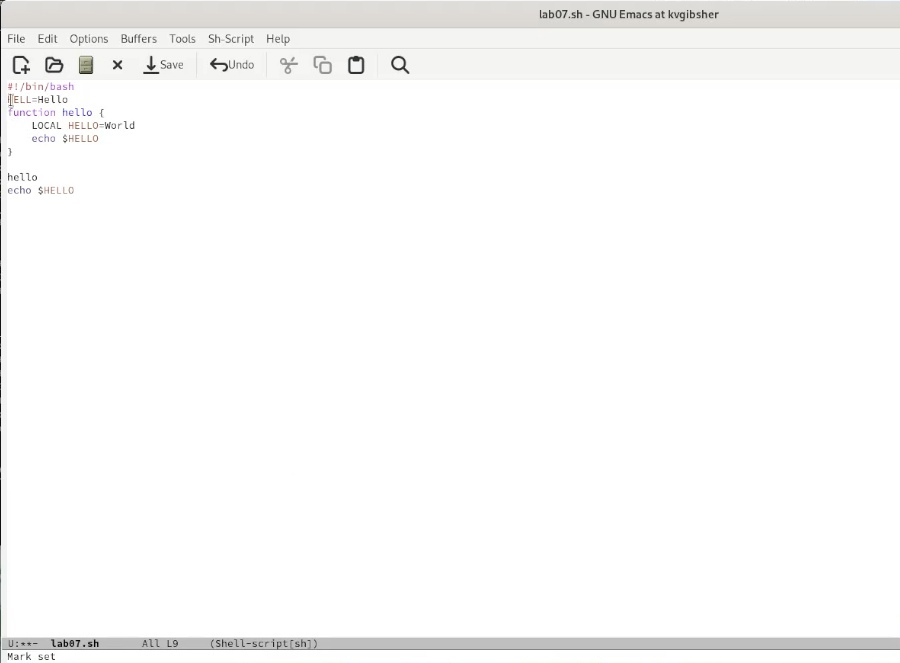 lab07.sh - GNU Emacs at kvgibsher
File Edit Options Buffers Tools Sh-Script Help
Save Undo
#!/bin/bash
HELL=Hello
function hello {
LOCAL HELLO=World
echo $HELLO
}
hello
echo $HELLO
U:**- lab07.sh All L9 (Shell-script[sh])
Mark set